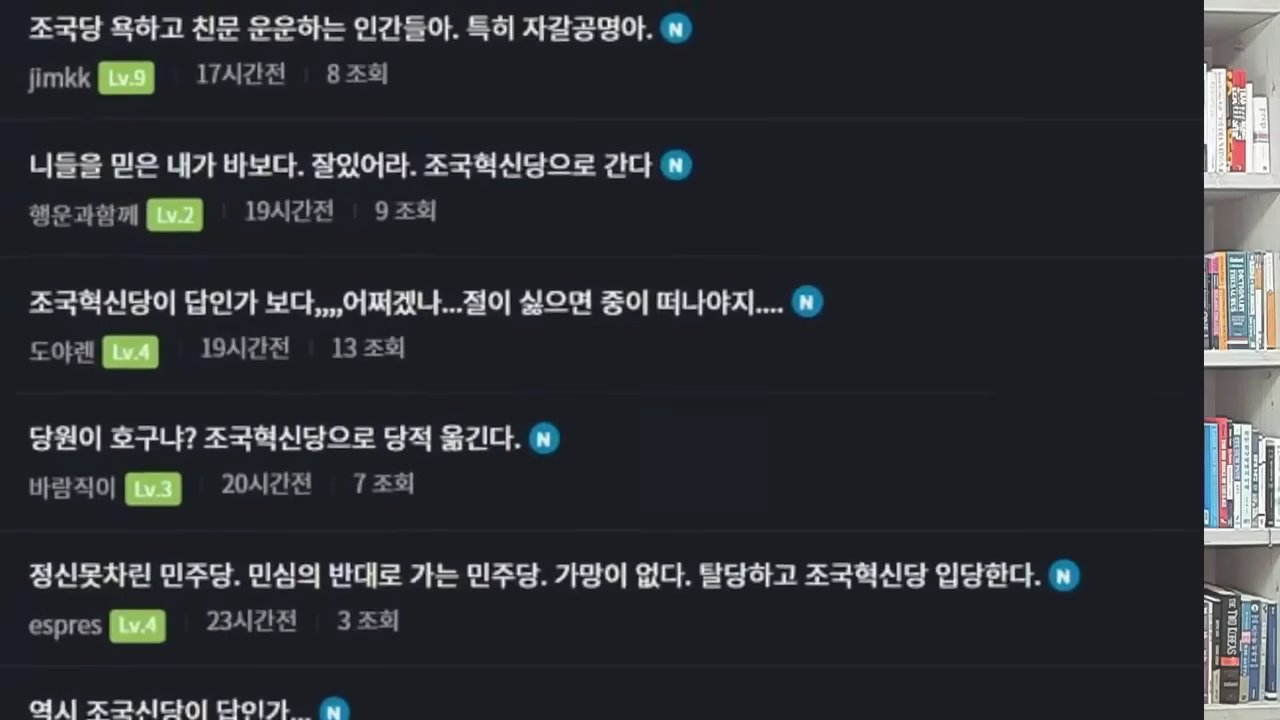 조국당 욕하고 친문 운운하는 인간들아. 특히 자갈공명아. N
jimkk Lv.9 17시간전 8 조회
니들을 믿은 내가 바보다. 잘있어라. 조국혁신당으로 간다 N
행운과함께 Lv.2 19시간전 9 조회
조국혁신당이 답인가 보다,,,,어쩌겠나...절이 싫으면 중이 떠나야지.... N
도야렌 Lv.4 19시간전 13 조회
당원이 호구냐? 조국혁신당으로 당적 옮긴다. N
바람직이 Lv.3 20시간전 7 조회
정신못차린 민주당. 민심의 반대로 가는 민주당. 가망이 없다. 탈당하고 조국혁신당 입당한다. N
espres Lv.4 23시간전 3 조회
역시 조국신당이 답인가... N